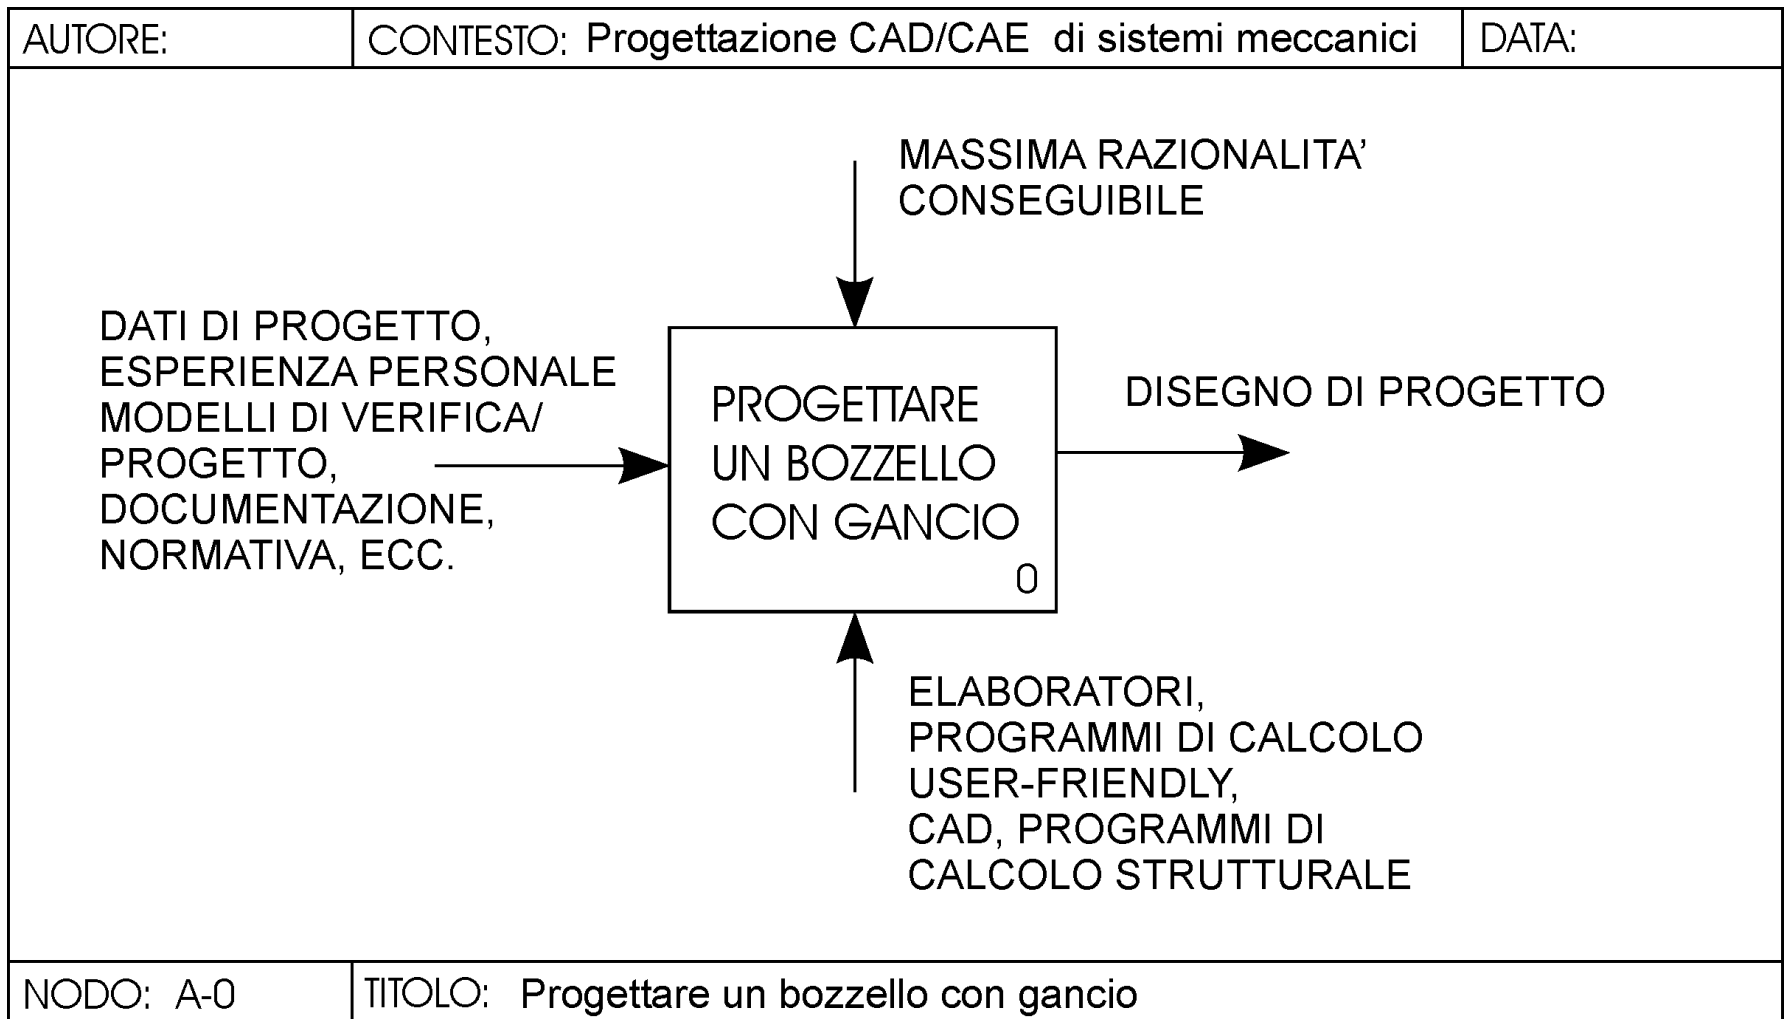 AUTORE:
CONTESTO: Progettazione CAD/CAE di sistemi meccanici
DATA:
MASSIMA RAZIONALITA’
CONSEGUIBILE
DATI DI PROGETTO,
ESPERIENZA PERSONALE
MODELLI DI VERIFICA/
PROGETTO,
DOCUMENTAZIONE,
NORMATIVA, ECC.
PROGETTARE
UN BOZZELLO
CON GANCIO
0
DISEGNO DI PROGETTO
ELABORATORI,
PROGRAMMI DI CALCOLO
USER-FRIENDLY,
CAD, PROGRAMMI DI
CALCOLO STRUTTURALE
NODO: A-0
TITOLO: Progettare un bozzello con gancio